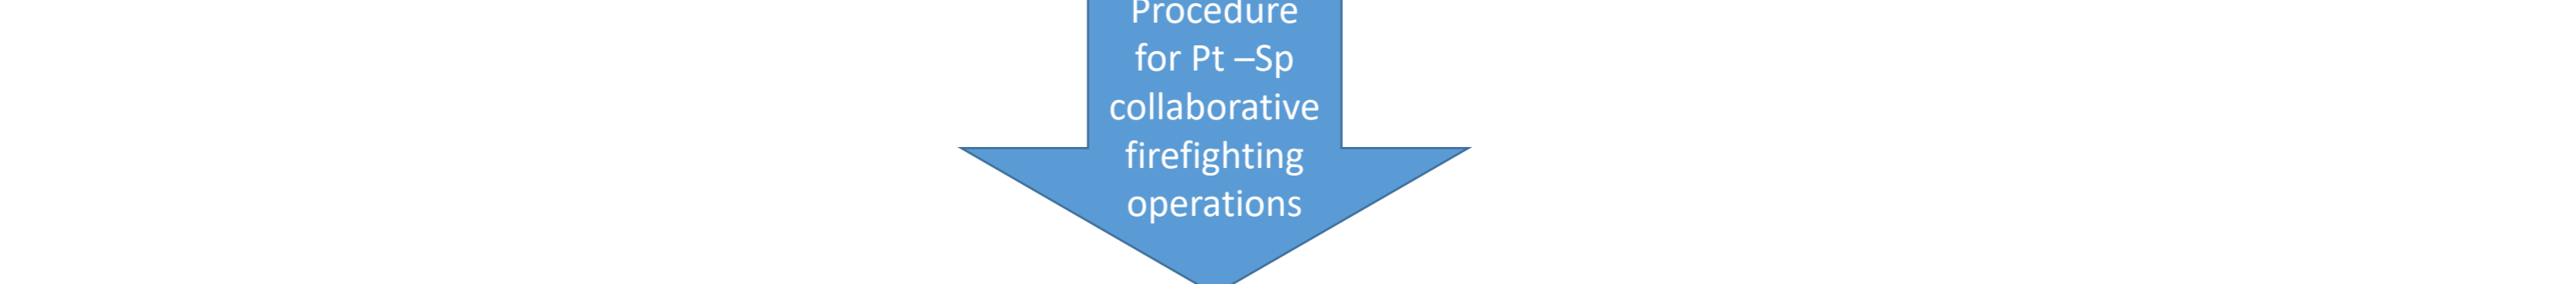 Procedure
for Pt –Sp
collaborative
firefighting
operations